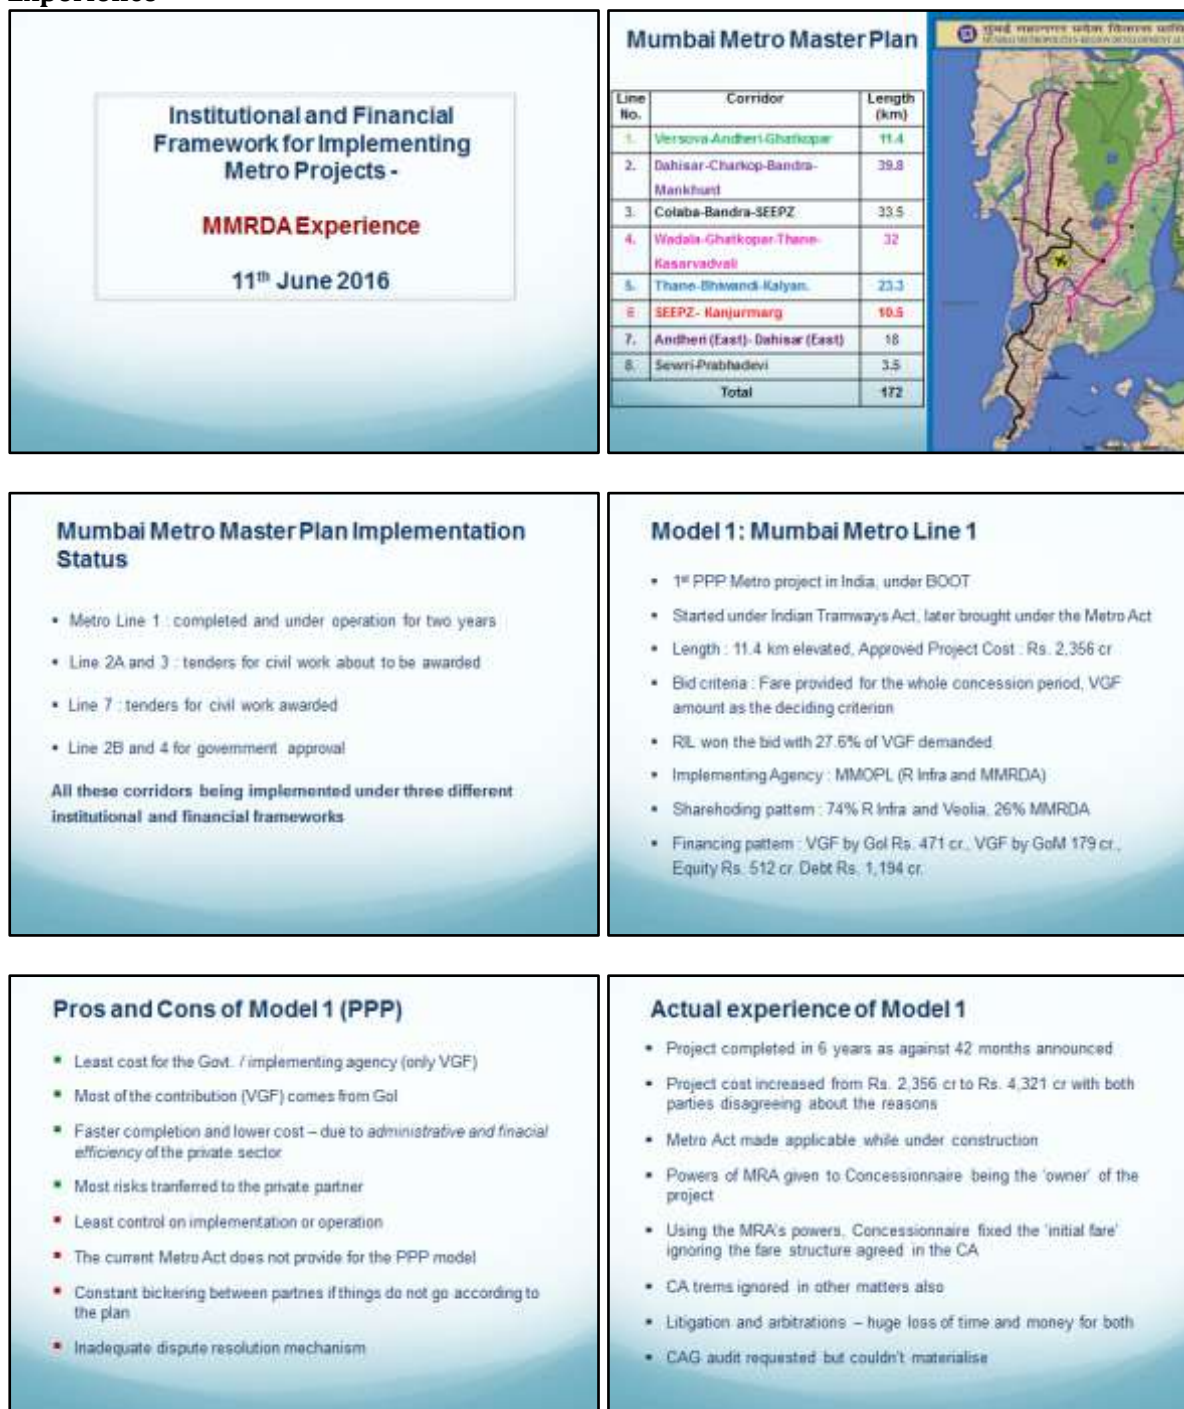 Experience
Institutional and Financial
Framework for Implementing
Metro Projects -
MMRDA Experience
11th June 2016
Mumbai Metro Master Plan
Line No. Corridor Length (km)
1. Versova-Andheri-Ghatkopar 11.4
2. Dahisar-Charkop-Bandra-Mankhurd 39.8
3. Colaba-Bandra-SEEPZ 33.5
4. Wadala-Ghatkopar-Thane-Kasarvadvali 32
5. Thane-Bhiwandi-Kalyan. 23.3
6 SEEPZ- Kanjurmarg 10.5
7. Andheri (East)- Dahisar (East) 18
8. Sewri-Prabhadevi 3.5
Total 172
Mumbai Metro Master Plan Implementation
Status
• Metro Line 1 : completed and under operation for two years
• Line 2A and 3 : tenders for civil work about to be awarded
• Line 7 : tenders for civil work awarded
• Line 2B and 4 for government approval
All these corridors being implemented under three different
institutional and financial frameworks
Model 1: Mumbai Metro Line 1
• 1st PPP Metro project in India, under BOOT
• Started under Indian Tramways Act, later brought under the Metro Act
• Length : 11.4 km elevated, Approved Project Cost : Rs. 2,356 cr
• Bid criteria : Fare provided for the whole concession period, VGF
amount as the deciding criterion
• RIL won the bid with 27.6% of VGF demanded
• Implementing Agency : MMOPL (R Infra and MMRDA)
• Sharehoding pattern : 74% R Infra and Veolia, 26% MMRDA
• Financing pattern : VGF by GoI Rs. 471 cr., VGF by GoM 179 cr.,
Equity Rs. 512 cr. Debt Rs. 1,194 cr.
Pros and Cons of Model 1 (PPP)
▪ Least cost for the Govt. / implementing agency (only VGF)
▪ Most of the contribution (VGF) comes from GoI
▪ Faster completion and lower cost – due to administrative and finacial
efficiency of the private sector
▪ Most risks tranferred to the private partner
▪ Least control on implementation or operation
▪ The current Metro Act does not provide for the PPP model
▪ Constant bickering between partnes if things do not go according to
the plan
▪ Inadequate dispute resolution mechanism
Actual experience of Model 1
• Project completed in 6 years as against 42 months announced
• Project cost increased from Rs. 2,356 cr to Rs. 4,321 cr with both
parties disagreeing about the reasons
• Metro Act made applicable while under construction
• Powers of MRA given to Concessionnaire being the 'owner' of the
project
• Using the MRA's powers, Concessionnaire fixed the 'initial fare'
ignoring the fare structure agreed in the CA
• CA trems ignored in other matters also
• Litigation and arbitrations – huge loss of time and money for both
• CAG audit requested but couldn't materialise